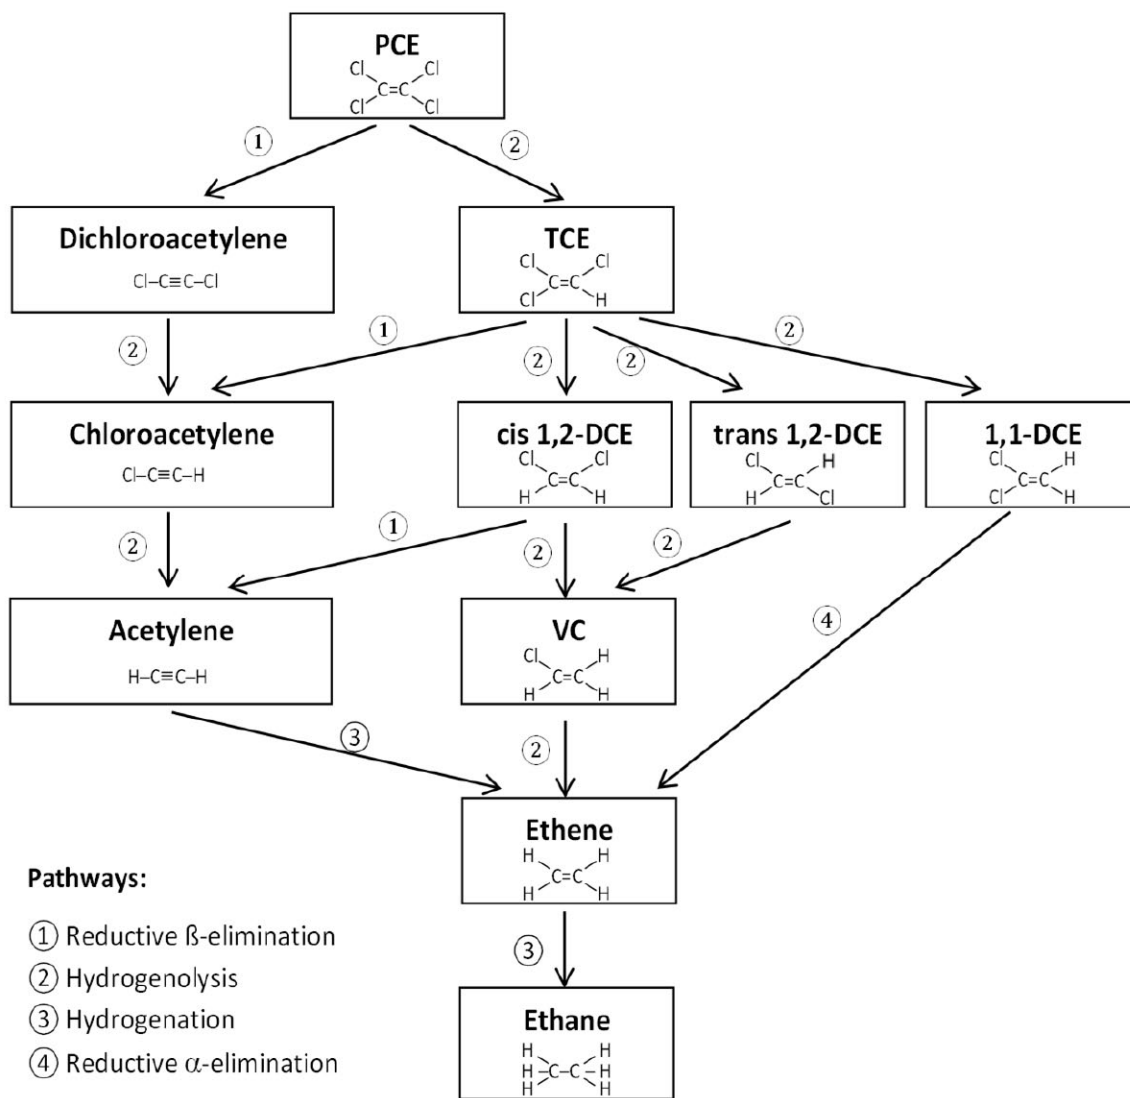 PCE
Cl Cl
C=C
Cl Cl
① ②
Dichloroacetylene
Cl–C≡C–Cl
TCE
Cl Cl
C=C
Cl H
② ① ② ② ②
Chloroacetylene
Cl–C≡C–H
cis 1,2-DCE
Cl Cl
C=C
H H
trans 1,2-DCE
Cl H
C=C
H Cl
1,1-DCE
Cl H
C=C
Cl H
② ① ② ② ④
Acetylene
H–C≡C–H
VC
Cl H
C=C
H H
③ ②
Ethene
H H
C=C
H H
③
Ethane
H H
H–C–C–H
H H
Pathways:
① Reductive ß-elimination
② Hydrogenolysis
③ Hydrogenation
④ Reductive α-elimination